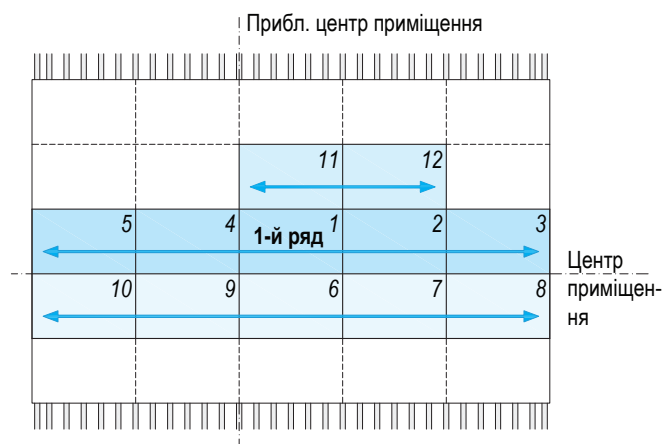 Прибл. центр приміщення
11 12
5 4 1 2 3
1-й ряд
Центр
приміщен-
ня
10 9 6 7 8